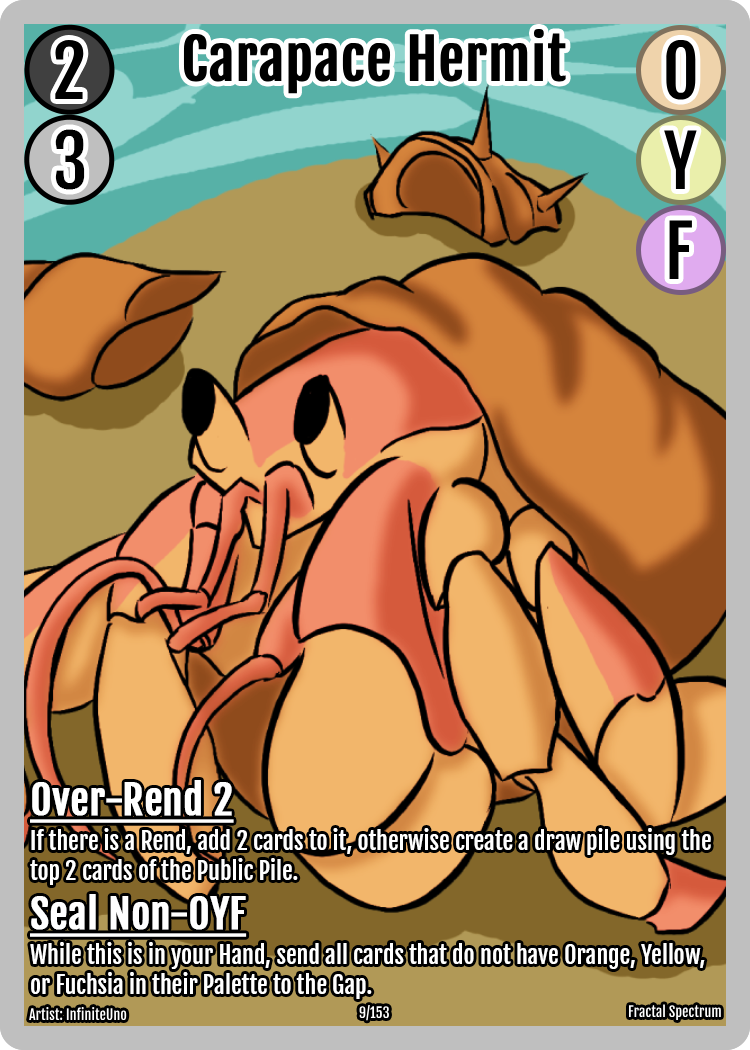 2
Carapace Hermit
O
3
Y
F
Over-Rend 2
If there is a Rend, add 2 cards to it, otherwise create a draw pile using the
top 2 cards of the Public Pile.
Seal Non-OYF
While this is in your Hand, send all cards that do not have Orange, Yellow,
or Fuchsia in their Palette to the Gap.
Artist: InfiniteUno
9/153
Fractal Spectrum